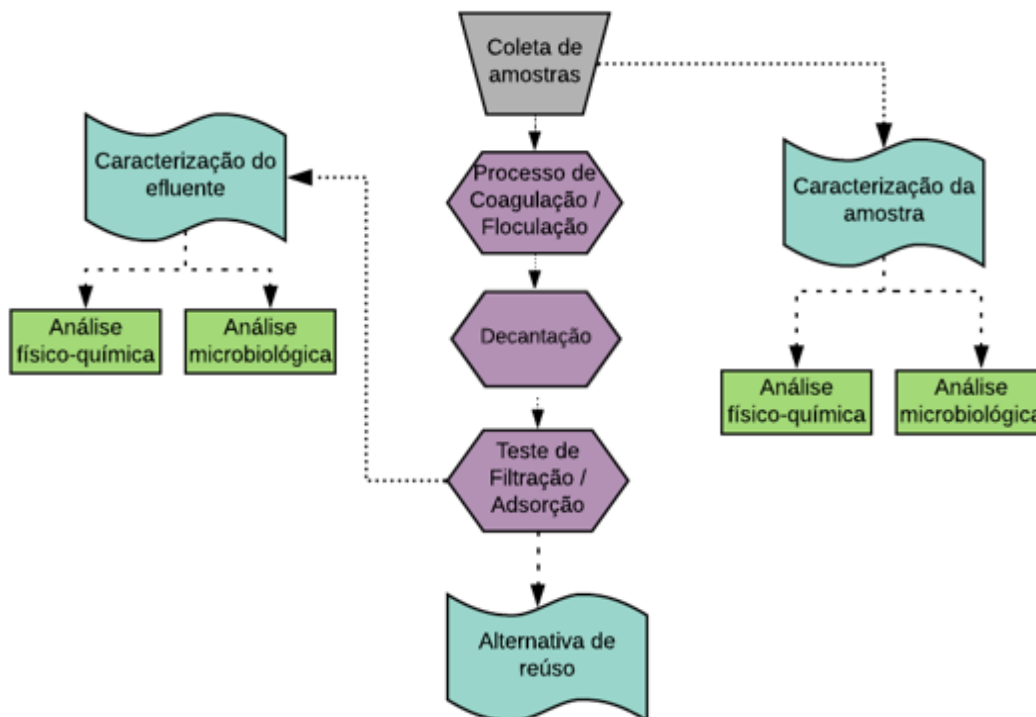 Coleta de
amostras
Caracterização do
efluente
Processo de
Coagulação /
Floculação
Caracterização da
amostra
Análise
físico-química
Análise
microbiológica
Decantação
Análise
físico-química
Análise
microbiológica
Teste de
Filtração /
Adsorção
Alternativa de
reúso